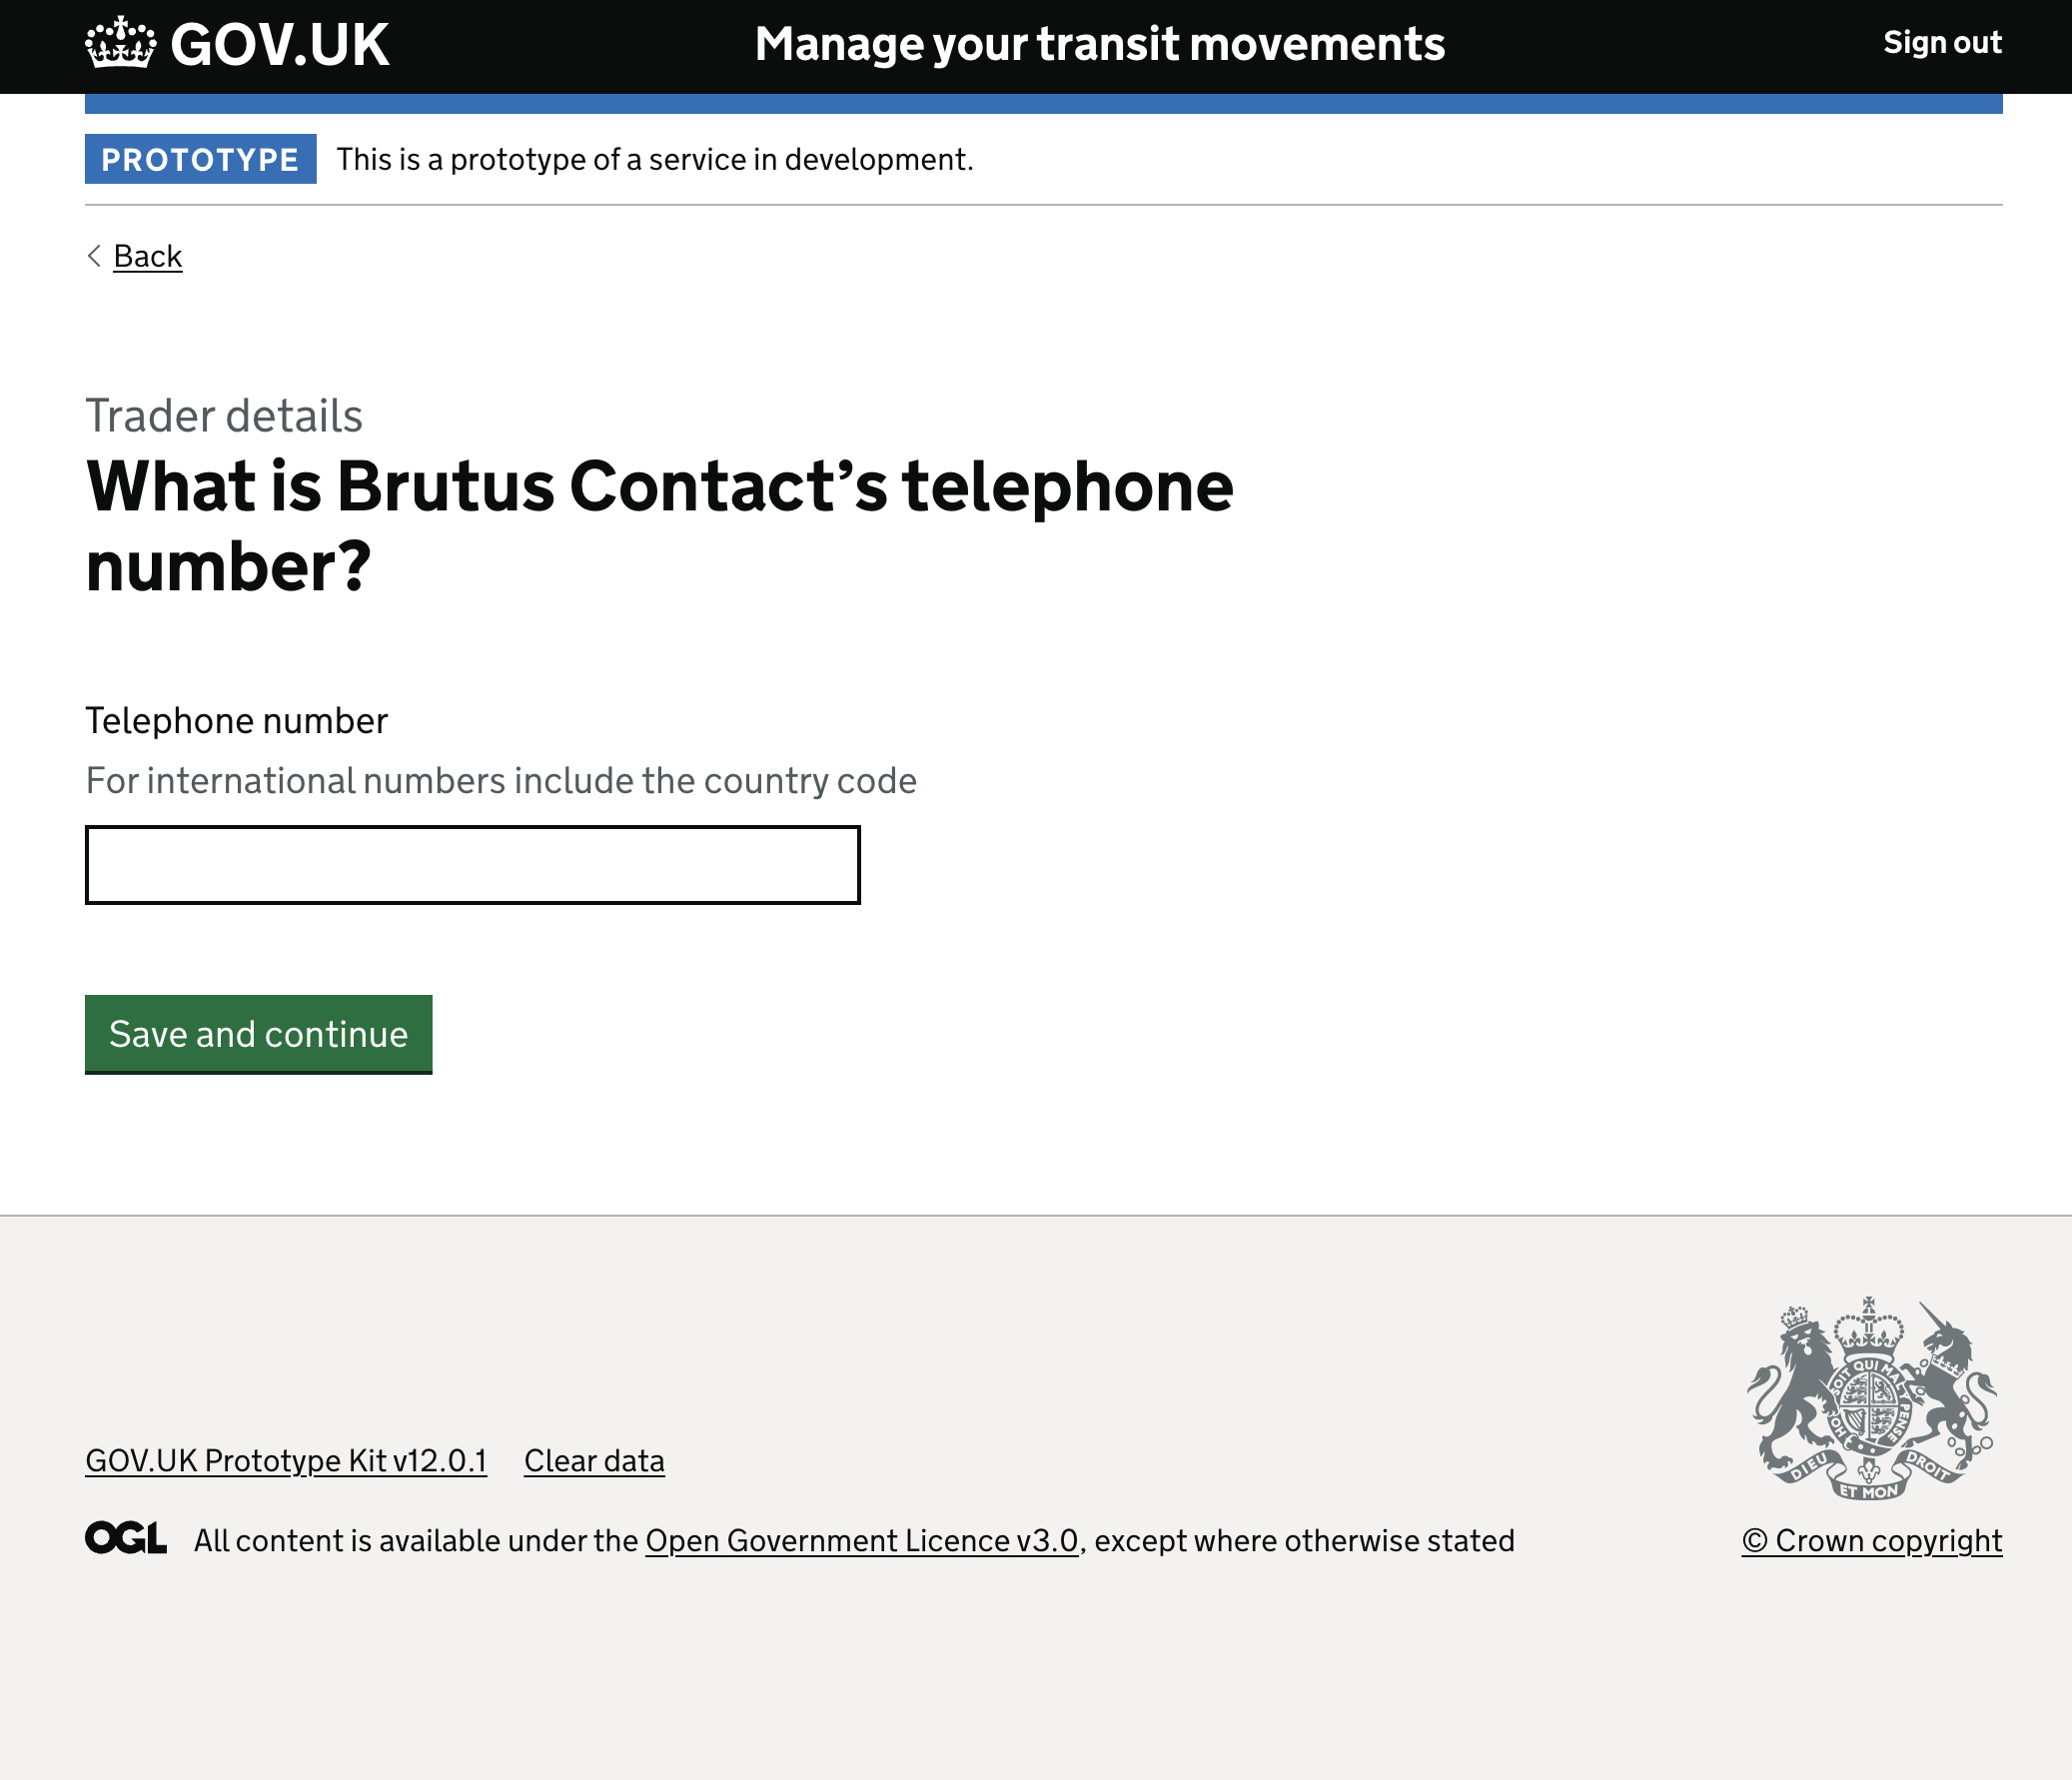 GOV.UK Manage your transit movements Sign out
PROTOTYPE This is a prototype of a service in development.
Back
Trader details
What is Brutus Contact’s telephone
number?
Telephone number
For international numbers include the country code
Save and continue
SOIT QUI MAL Y PENSE
HON
DIEU ET MON DROIT
GOV.UK Prototype Kit v12.0.1 Clear data
OGL All content is available under the Open Government Licence v3.0, except where otherwise stated
© Crown copyright